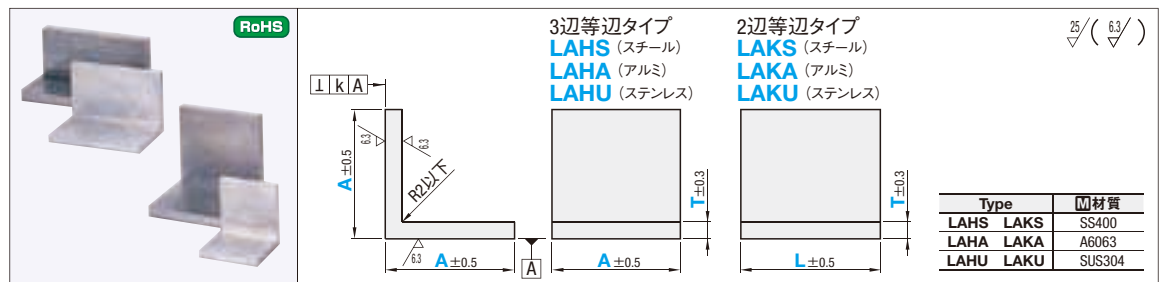 RoHS
3辺等辺タイプ
LAHS (スチール)
LAHA (アルミ)
LAHU (ステンレス)
2辺等辺タイプ
LAKS (スチール)
LAKA (アルミ)
LAKU (ステンレス)
25 ( 6.3 )
⊥ k A
6.3 6.3
A±0.5
R2以下
6.3
A±0.5
A
T±0.3
A±0.5
T±0.3
L±0.5
Type M材質
LAHS LAKS SS400
LAHA LAKA A6063
LAHU LAKU SUS304